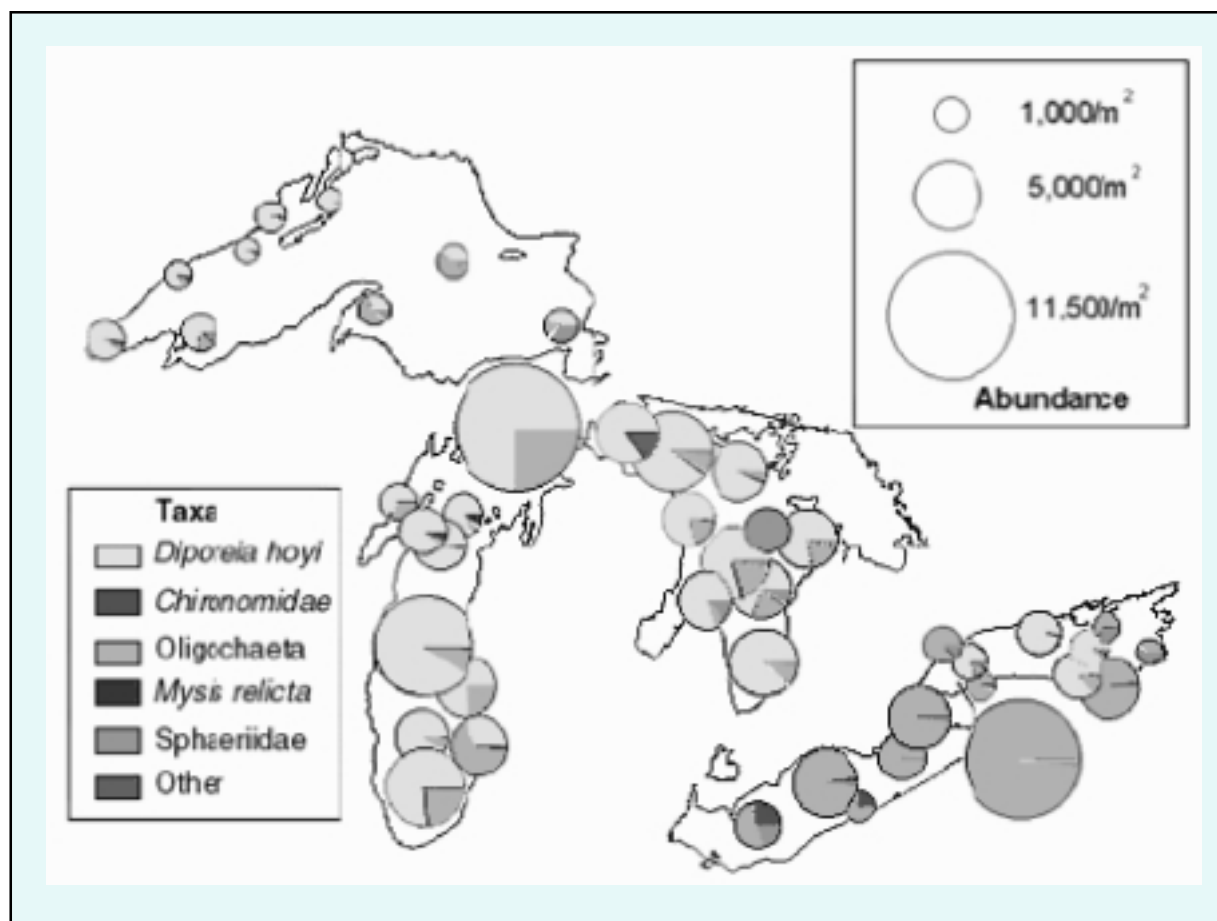 1,000/m²
5,000/m²
11,500/m²
Abundance
Taxa
Diporeia hoyi
Chironomidae
Oligochaeta
Mysis relicta
Sphaeriidae
Other